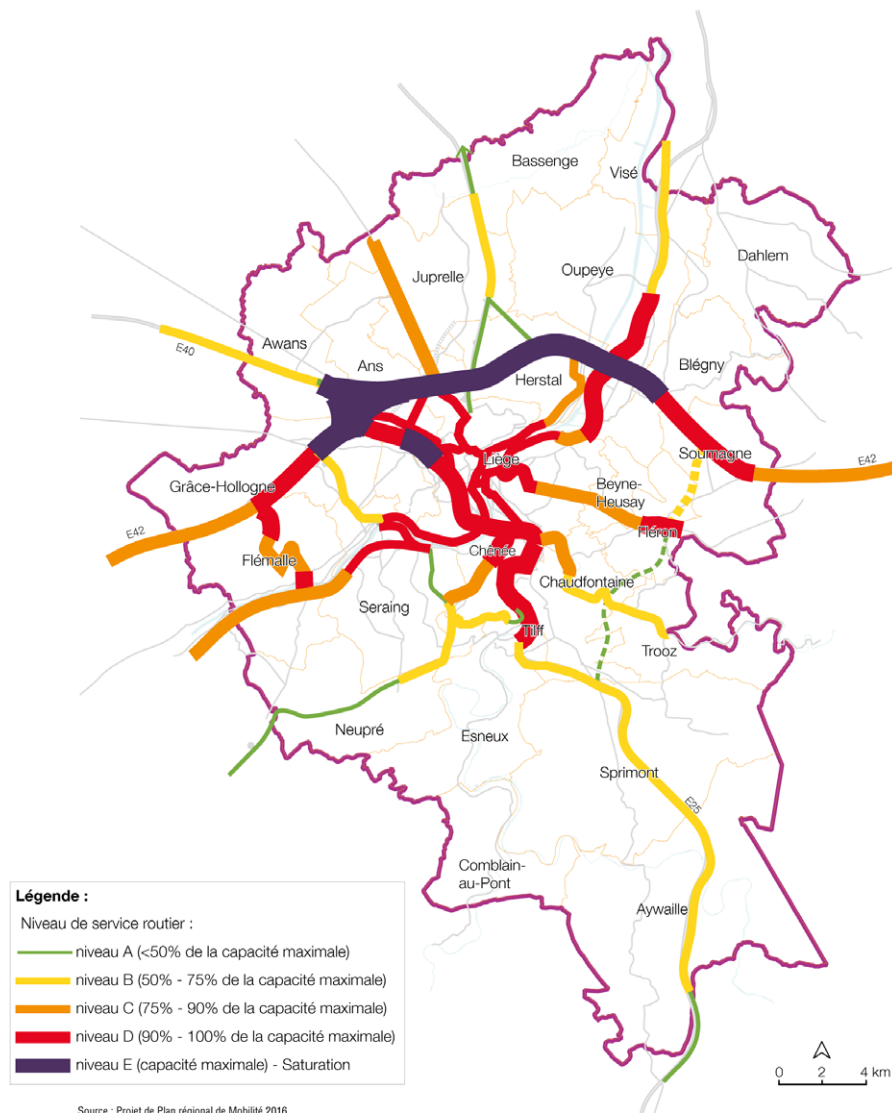 Bassenge
Visé
Dahlem
Juprelle
Oupeye
E40
Awans
Ans
Herstal
Blégny
Soumagne
Liège
E42
Grâce-Hollogne
Beyne-
Heusay
Fléron
E42
Flémalle
Chênée
Chaudfontaine
Seraing
Tilff
Trooz
Neupré
Esneux
Sprimont
E25
Comblain-
au-Pont
Aywaille
Légende :
Niveau de service routier :
niveau A (<50% de la capacité maximale)
niveau B (50% - 75% de la capacité maximale)
niveau C (75% - 90% de la capacité maximale)
niveau D (90% - 100% de la capacité maximale)
niveau E (capacité maximale) - Saturation
0 2 4 km
Source : Projet de Plan régional de Mobilité 2016